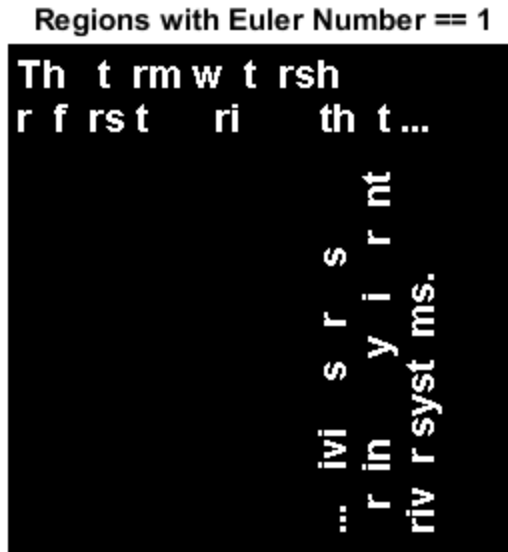 Regions with Euler Number == 1
Th t rm w t rsh
r f rs t ri th t ...
... ivi s r s
r in y i r nt
riv r syst ms.